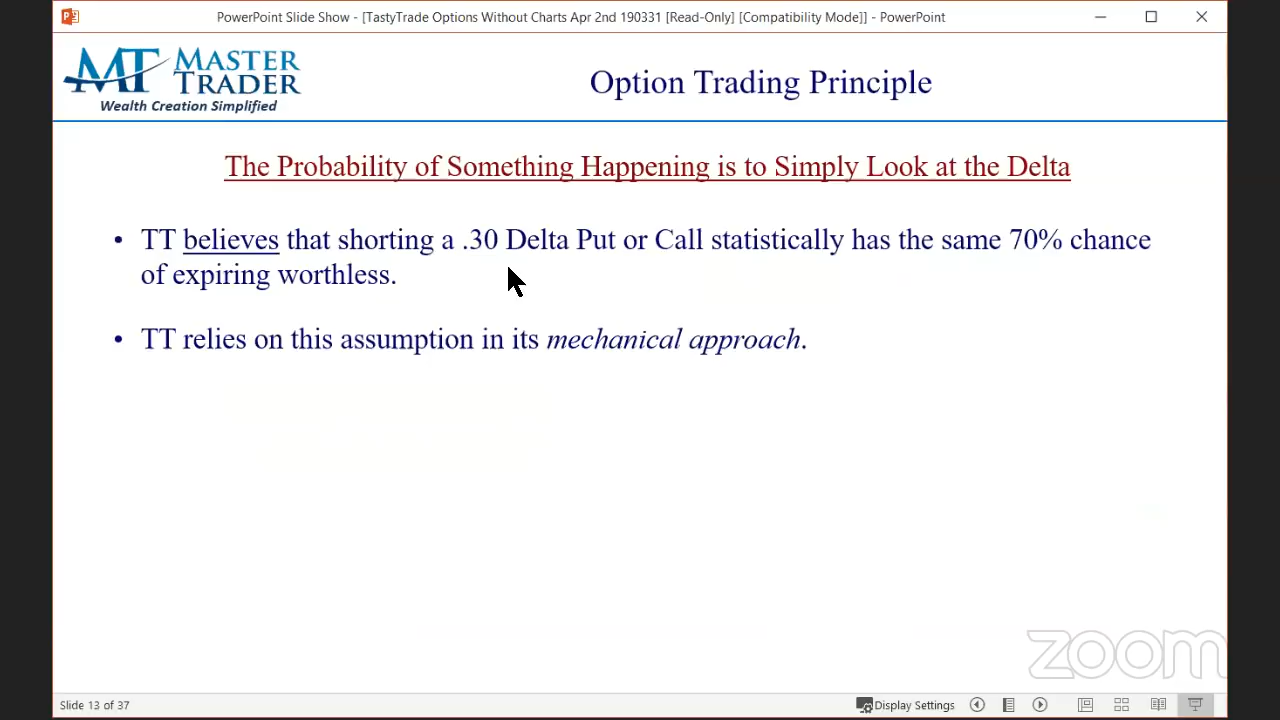 PowerPoint Slide Show - [TastyTrade Options Without Charts Apr 2nd 190331 [Read-Only] [Compatibility Mode]] - PowerPoint
MT MASTER TRADER
Wealth Creation Simplified
Option Trading Principle
The Probability of Something Happening is to Simply Look at the Delta
• TT believes that shorting a .30 Delta Put or Call statistically has the same 70% chance
of expiring worthless.
• TT relies on this assumption in its mechanical approach.
zoom
Slide 13 of 37
Display Settings